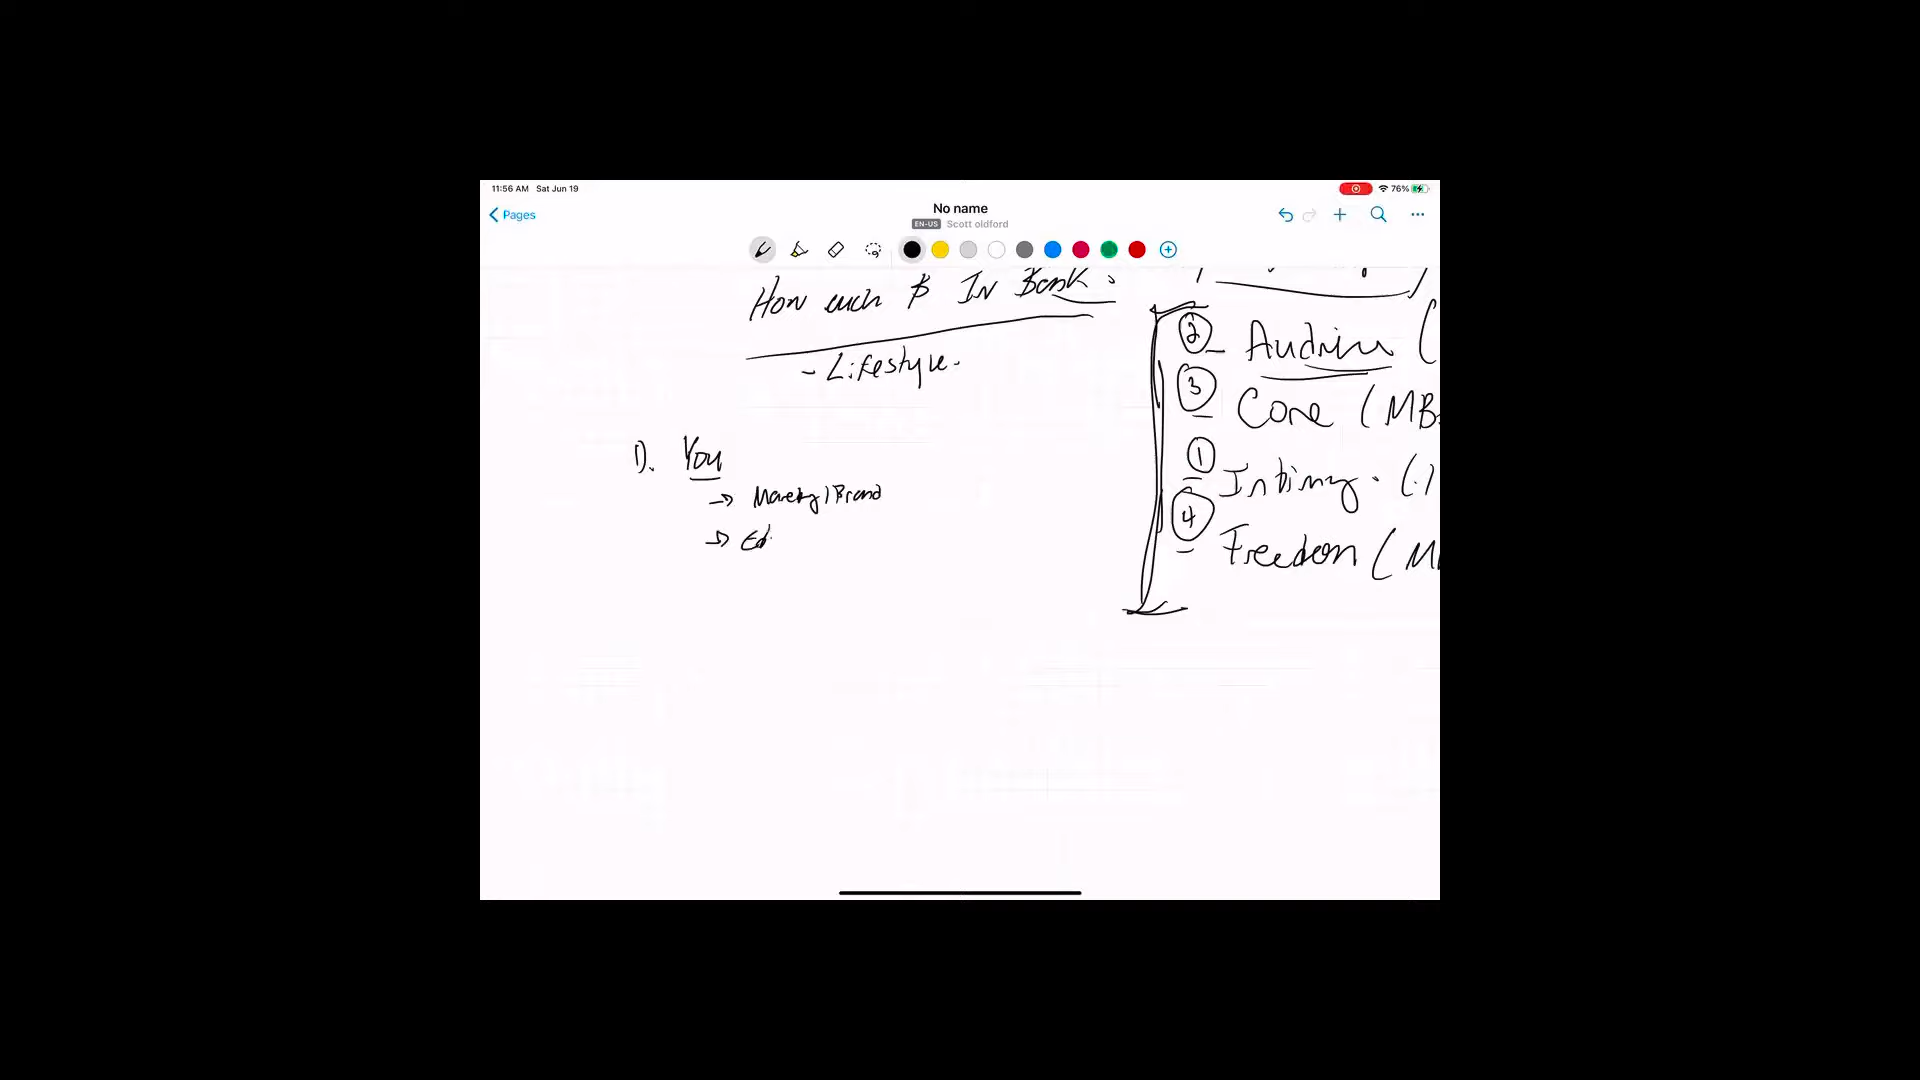 11:56 AM Sat Jun 19
76%
Pages
No name
EN-US Scott oldford
How much $ In Bank.
- Lifestyle.
1). You
→ Marketing/Brand
→ Ed
2 - Audience (
3 - Core (MB
1 - Intimacy. (1
4 - Freedom (M